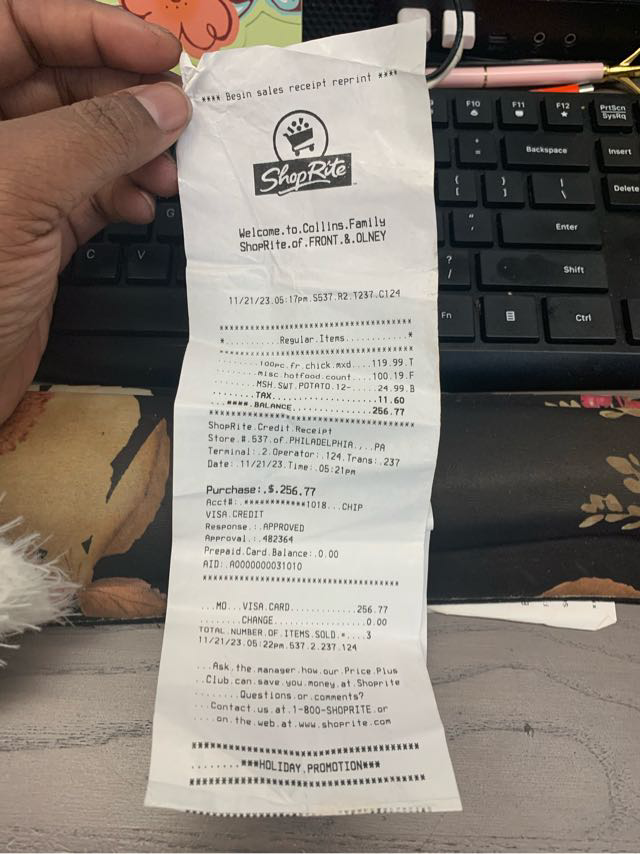 **** Begin sales receipt reprint ****
ShopRite
Welcome.to.Collins.Family
ShopRite.of.FRONT.&.OLNEY
11/21/23.05:17pm.S537.R2.T237.C124
****************************************
*..........Regular.Items...........*
****************************************
........100pc.fr.chick.mxd....119.99.T
........misc.hotfood.count....100.19.F
........MSH.SWT.POTATO.12-.....24.99.B
........TAX.....................11.60
...****.BALANCE................256.77
****************************************
ShopRite.Credit.Receipt
Store.#.537.of.PHILADELPHIA.,..PA
Terminal:.2.Operator:.124.Trans:.237
Date:.11/21/23.Time:.05:21pm
Purchase:.$.256.77
Acct#:.************1018...CHIP
VISA.CREDIT
Response.:.APPROVED
Approval.:.482364
Prepaid.Card.Balance:.0.00
AID:.A0000000031010
****************************************
...MO...VISA.CARD.............256.77
........CHANGE..................0.00
TOTAL.NUMBER.OF.ITEMS.SOLD.=....3
11/21/23.05:22pm.537.2.237.124
...Ask.the.manager.how.our.Price.Plus
..Club.can.save.you.money.at.Shoprite
........Questions.or.comments?
...Contact.us.at.1-800-SHOPRITE.or
....on.the.web.at.www.shoprite.com
****************************************
........***HOLIDAY.PROMOTION***
****************************************
F10
F11
F12
PrtScn
SysRq
+
=
Backspace
Insert
{
[
}
]
|
\
Delete
G
"
'
Enter
C
V
?
/
Shift
Fn
Ctrl